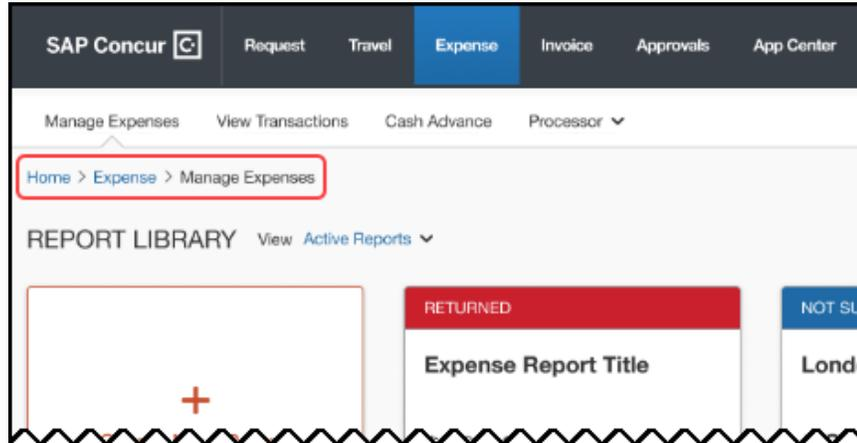 SAP Concur Request Travel Expense Invoice Approvals App Center
Manage Expenses View Transactions Cash Advance Processor
Home > Expense > Manage Expenses
REPORT LIBRARY View Active Reports
RETURNED NOT
Expense Report Title
+